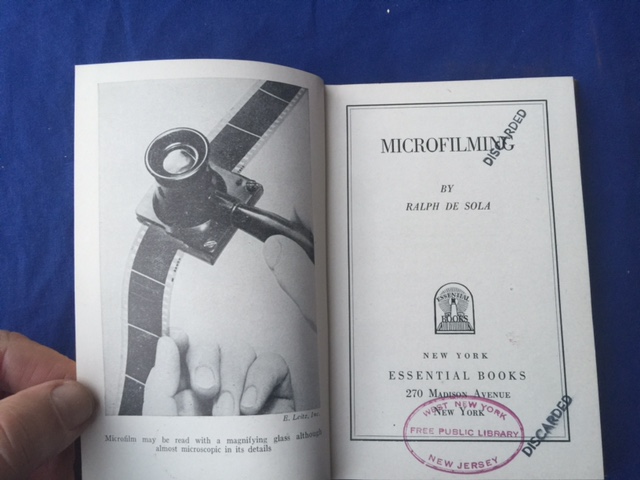 E. Leitz, Inc.
Microfilm may be read with a magnifying glass although
almost microscopic in its details
MICROFILMING
DISCARDED
BY
RALPH DE SOLA
ESSENTIAL
BOOKS
NEW YORK
ESSENTIAL BOOKS
270 MADISON AVENUE
NEW YORK
WEST NEW YORK
FREE PUBLIC LIBRARY
NEW JERSEY
DISCARDED